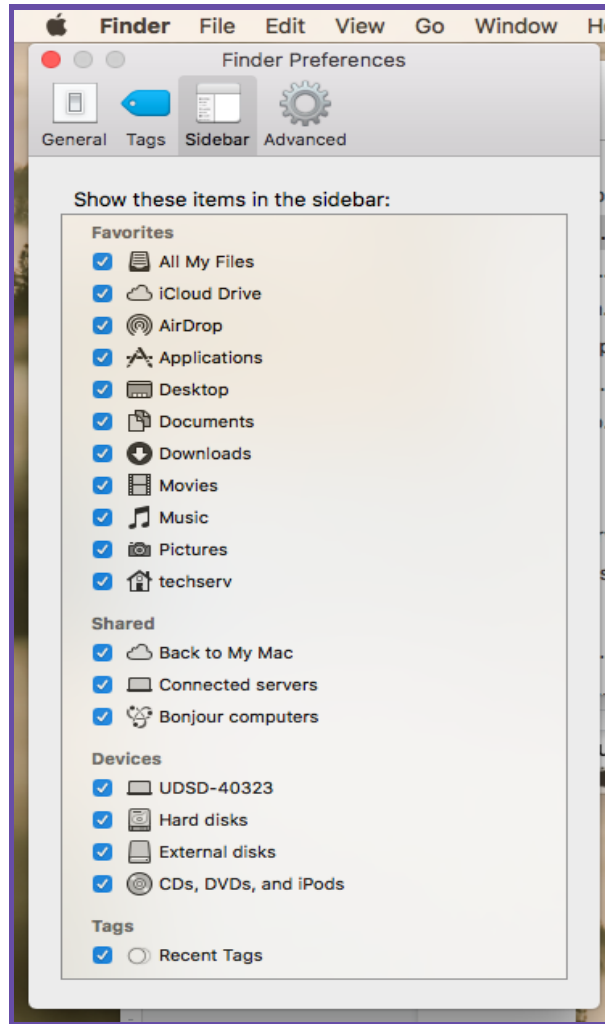 Finder File Edit View Go Window
Finder Preferences
General Tags Sidebar Advanced
Show these items in the sidebar:
Favorites
All My Files
iCloud Drive
AirDrop
Applications
Desktop
Documents
Downloads
Movies
Music
Pictures
techserv
Shared
Back to My Mac
Connected servers
Bonjour computers
Devices
UDSD-40323
Hard disks
External disks
CDs, DVDs, and iPods
Tags
Recent Tags